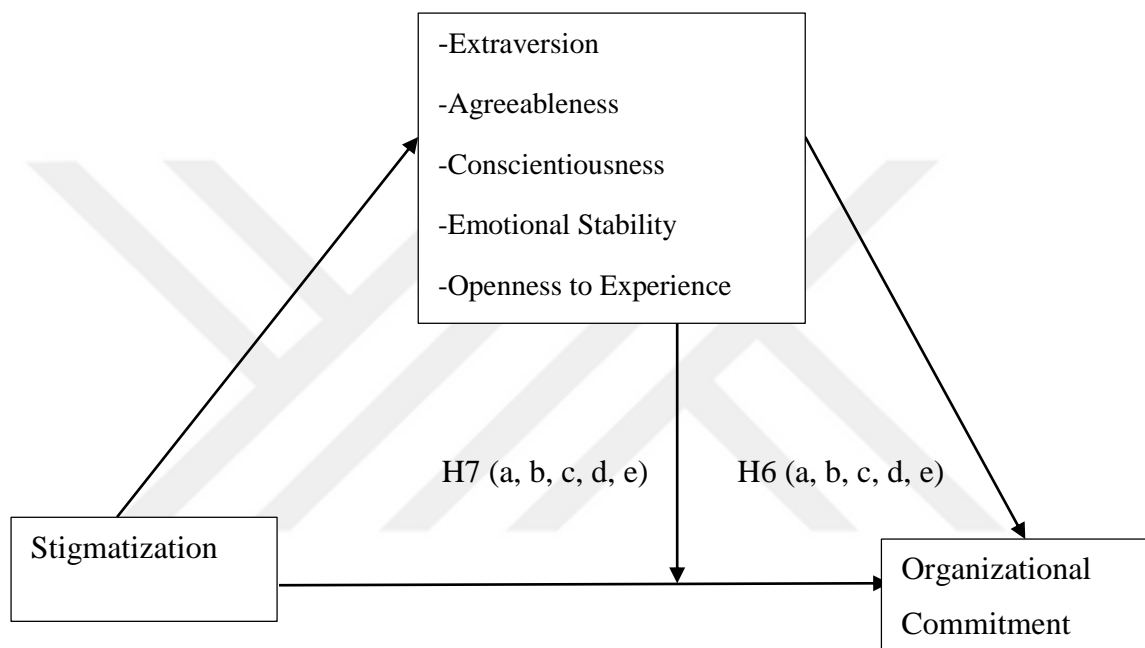 -Extraversion
-Agreeableness
-Conscientiousness
-Emotional Stability
-Openness to Experience
H7 (a, b, c, d, e)
H6 (a, b, c, d, e)
Stigmatization
Organizational
Commitment